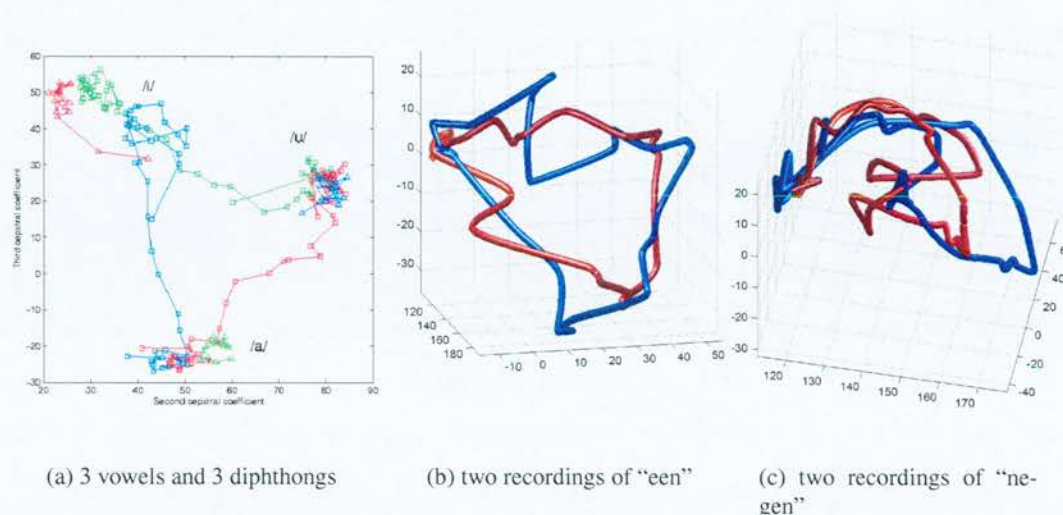 60
50
40
30
20
10
0
-10
-20
-30
Third cepstral coefficient
/i/
/u/
/a/
20 30 40 50 60 70 80 90
Second cepstral coefficient
(a) 3 vowels and 3 diphthongs
20
10
0
-10
-20
-30
120
140
160
180
-10 0 10 20 30 40 50
(b) two recordings of “een”
20
10
0
-10
-20
-30
120 130 140 150 160 170
60
40
20
0
-20
-40
(c) two recordings of “ne-
gen”